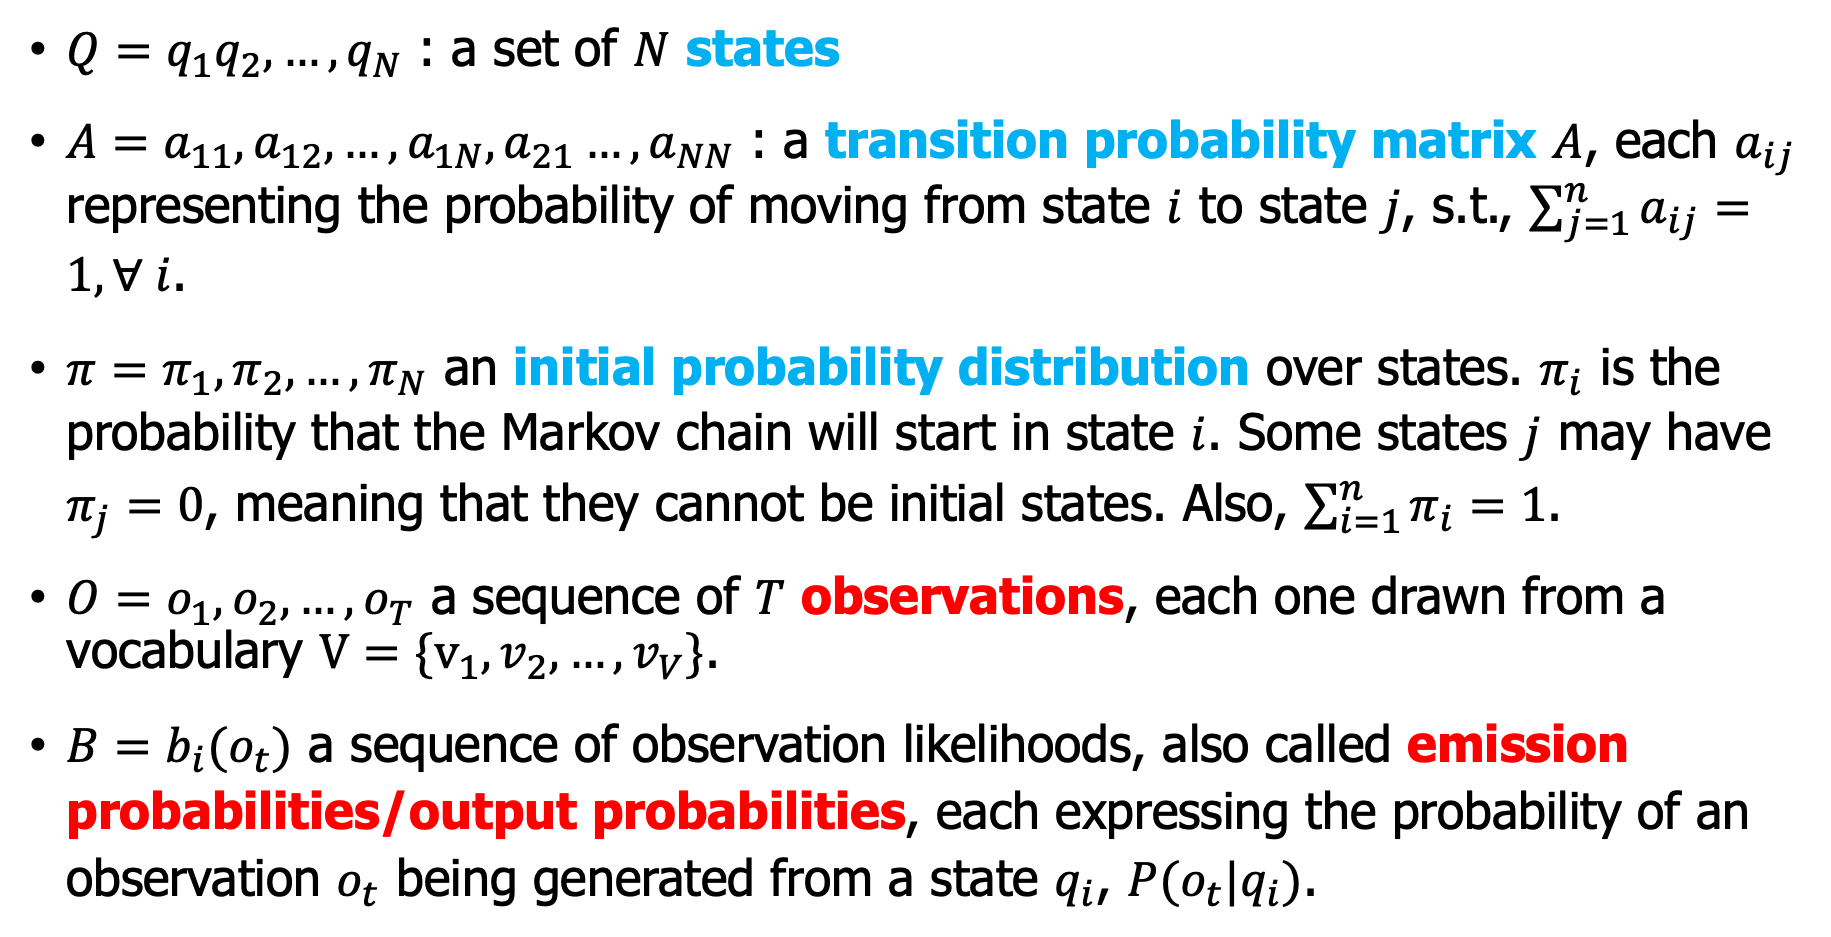 • Q = q₁q₂, … , q_N : a set of N states
• A = a₁₁, a₁₂, … , a₁N, a₂₁ … , a_NN : a transition probability matrix A, each a_ij
representing the probability of moving from state i to state j, s.t., ∑ⁿ_{j=1} a_ij =
1, ∀ i.
• π = π₁, π₂, … , π_N an initial probability distribution over states. π_i is the
probability that the Markov chain will start in state i. Some states j may have
π_j = 0, meaning that they cannot be initial states. Also, ∑ⁿ_{i=1} π_i = 1.
• O = o₁, o₂, … , o_T a sequence of T observations, each one drawn from a
vocabulary V = {v₁, v₂, … , v_V}.
• B = b_i(o_t) a sequence of observation likelihoods, also called emission
probabilities/output probabilities, each expressing the probability of an
observation o_t being generated from a state q_i, P(o_t|q_i).